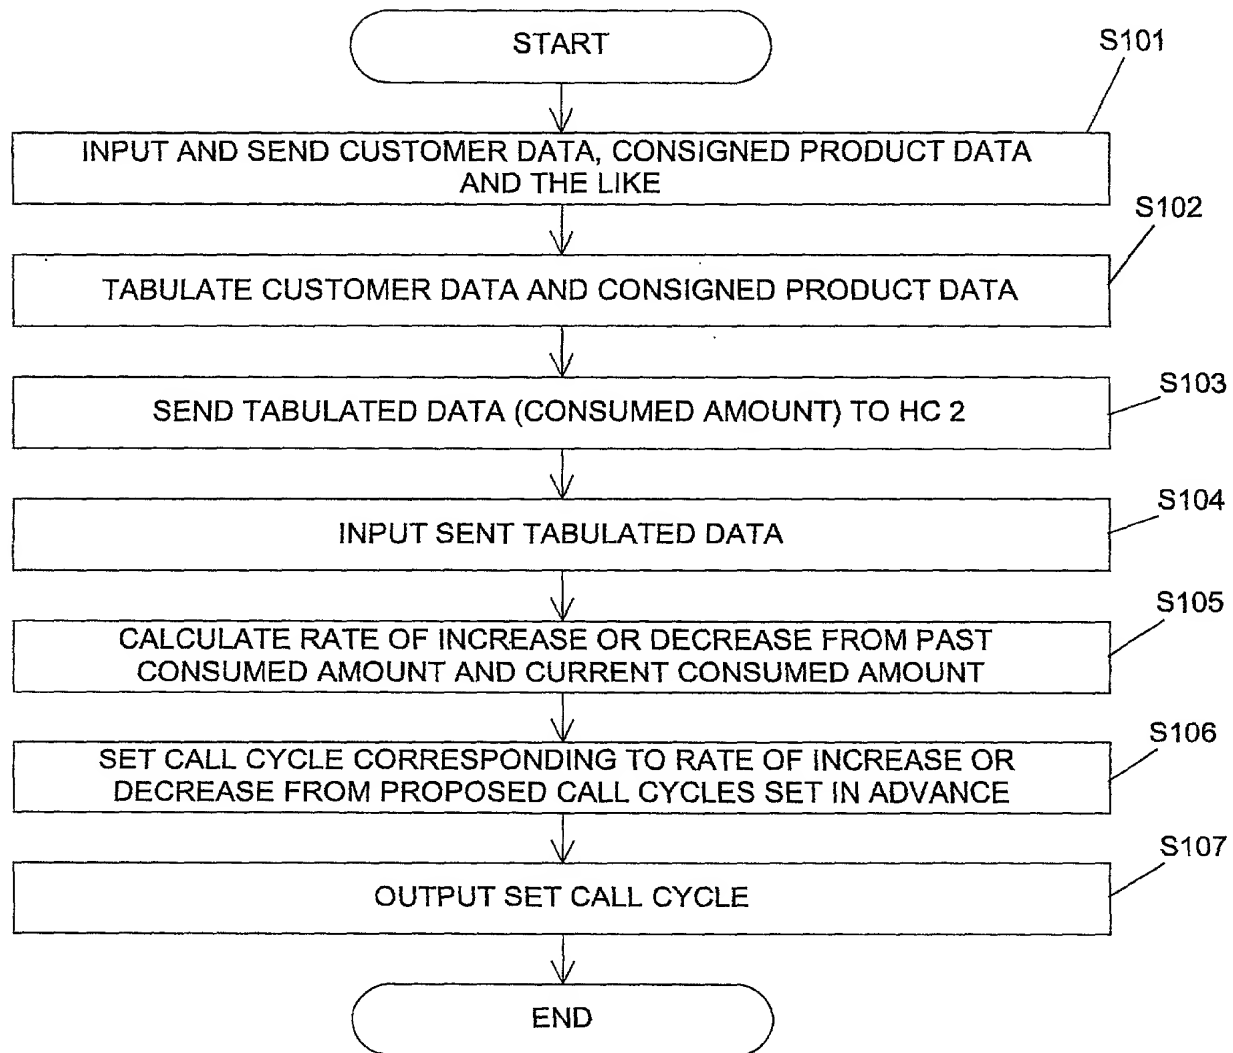 START
S101
INPUT AND SEND CUSTOMER DATA, CONSIGNED PRODUCT DATA
AND THE LIKE
S102
TABULATE CUSTOMER DATA AND CONSIGNED PRODUCT DATA
S103
SEND TABULATED DATA (CONSUMED AMOUNT) TO HC 2
S104
INPUT SENT TABULATED DATA
S105
CALCULATE RATE OF INCREASE OR DECREASE FROM PAST
CONSUMED AMOUNT AND CURRENT CONSUMED AMOUNT
S106
SET CALL CYCLE CORRESPONDING TO RATE OF INCREASE OR
DECREASE FROM PROPOSED CALL CYCLES SET IN ADVANCE
S107
OUTPUT SET CALL CYCLE
END